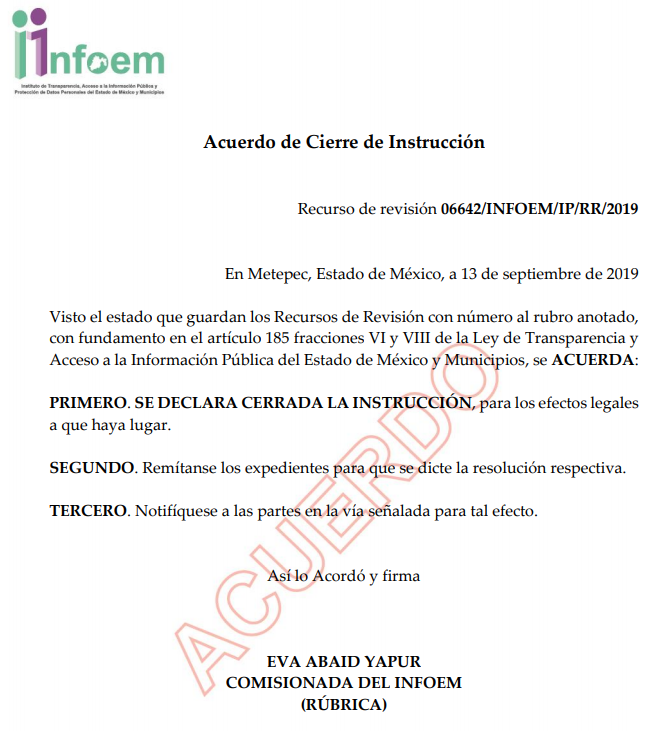 infoem
Instituto de Transparencia, Acceso a la Información Pública y
Protección de Datos Personales del Estado de México y Municipios
Acuerdo de Cierre de Instrucción
Recurso de revisión 06642/INFOEM/IP/RR/2019
En Metepec, Estado de México, a 13 de septiembre de 2019
Visto el estado que guardan los Recursos de Revisión con número al rubro anotado,
con fundamento en el artículo 185 fracciones VI y VIII de la Ley de Transparencia y
Acceso a la Información Pública del Estado de México y Municipios, se ACUERDA:
PRIMERO. SE DECLARA CERRADA LA INSTRUCCIÓN, para los efectos legales
a que haya lugar.
SEGUNDO. Remítanse los expedientes para que se dicte la resolución respectiva.
TERCERO. Notifíquese a las partes en la vía señalada para tal efecto.
Así lo Acordó y firma
EVA ABAID YAPUR
COMISIONADA DEL INFOEM
(RÚBRICA)
ACUERDO